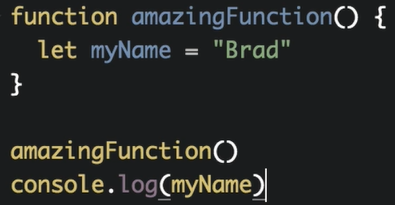 function amazingFunction() {
  let myName = "Brad"
}

amazingFunction()
console.log(myName)